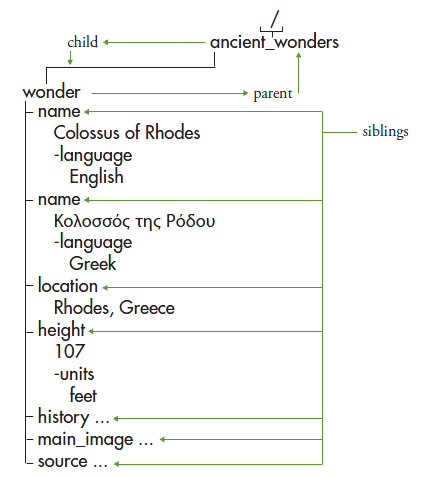 /
child
ancient_wonders
wonder
parent
name
siblings
Colossus of Rhodes
-language
English
name
Κολοσσός της Ρόδου
-language
Greek
location
Rhodes, Greece
height
107
-units
feet
history ...
main_image ...
source ...